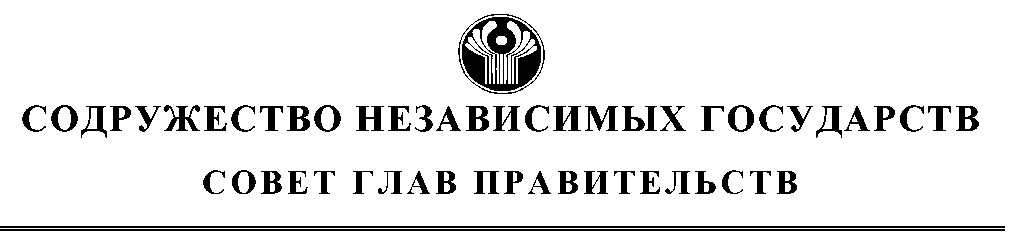 СОДРУЖЕСТВО НЕЗАВИСИМЫХ ГОСУДАРСТВ
СОВЕТ ГЛАВ ПРАВИТЕЛЬСТВ